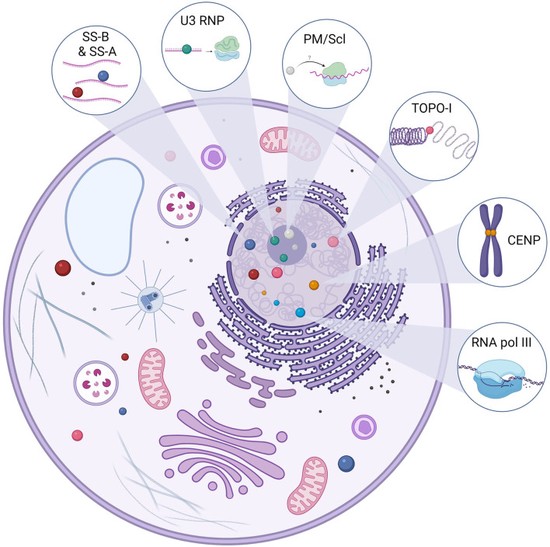 SS-B
& SS-A
U3 RNP
PM/Scl
?
TOPO-I
CENP
RNA pol III